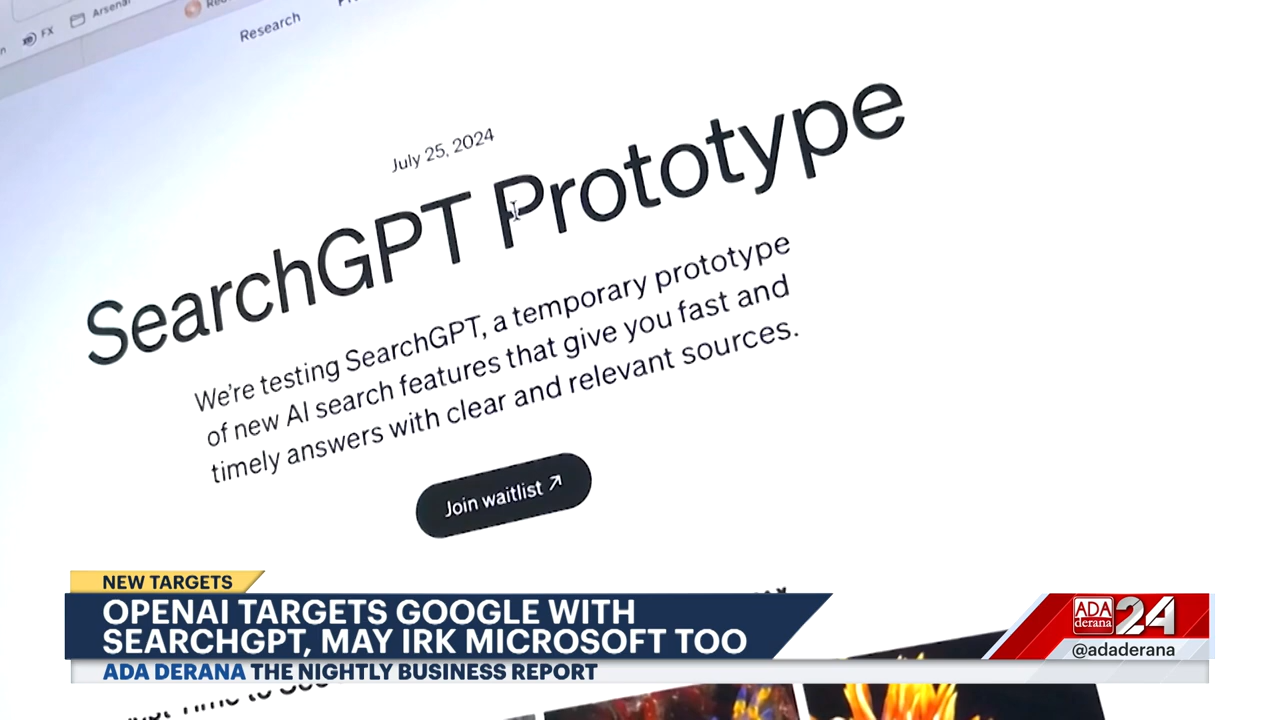 FX
Arsenal
Research
July 25, 2024
SearchGPT Prototype
We're testing SearchGPT, a temporary prototype
of new AI search features that give you fast and
timely answers with clear and relevant sources.
Join waitlist ↗
NEW TARGETS
OPENAI TARGETS GOOGLE WITH
SEARCHGPT, MAY IRK MICROSOFT TOO
ADA DERANA THE NIGHTLY BUSINESS REPORT
ADA
derana
24
@adaderana